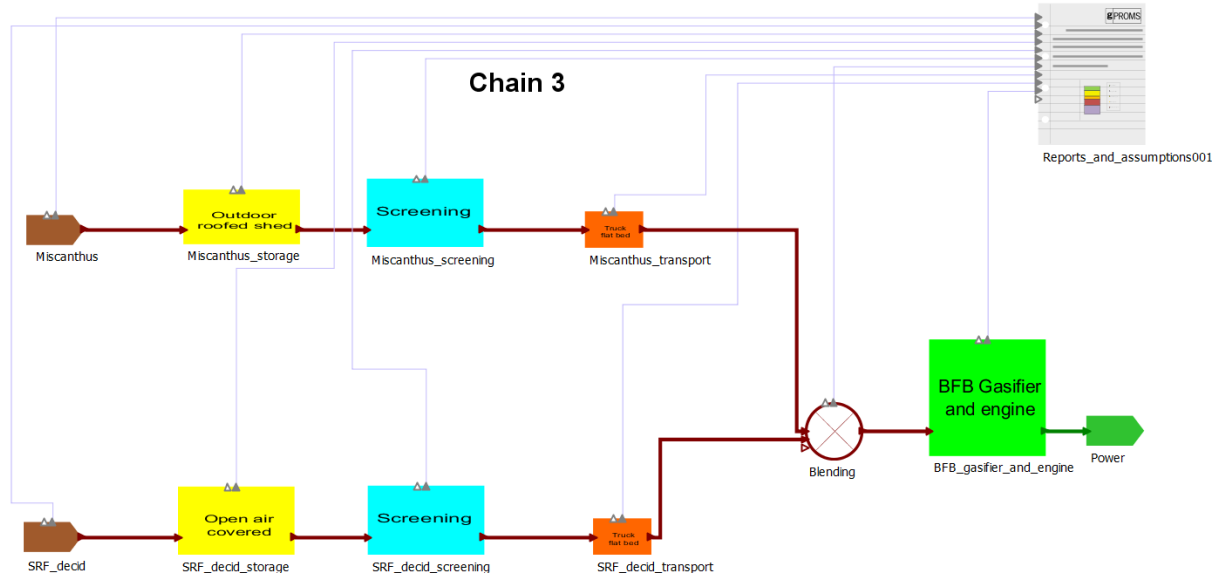 gPROMS
Chain 3
Reports_and_assumptions001
Outdoor
roofed shed
Screening
Truck
flat bed
Miscanthus
Miscanthus_storage
Miscanthus_screening
Miscanthus_transport
BFB Gasifier
and engine
Blending
BFB_gasifier_and_engine
Power
Open air
covered
Screening
Truck
flat bed
SRF_decid
SRF_decid_storage
SRF_decid_screening
SRF_decid_transport